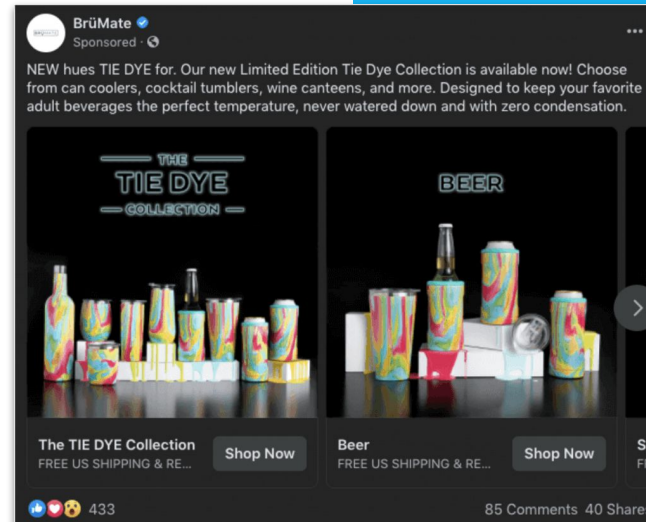 BrüMate
Sponsored ·
NEW hues TIE DYE for. Our new Limited Edition Tie Dye Collection is available now! Choose
from can coolers, cocktail tumblers, wine canteens, and more. Designed to keep your favorite
adult beverages the perfect temperature, never watered down and with zero condensation.
THE
TIE DYE
COLLECTION
BEER
The TIE DYE Collection
FREE US SHIPPING & RE...
Shop Now
Beer
FREE US SHIPPING & RE...
Shop Now
433
85 Comments 40 Shares